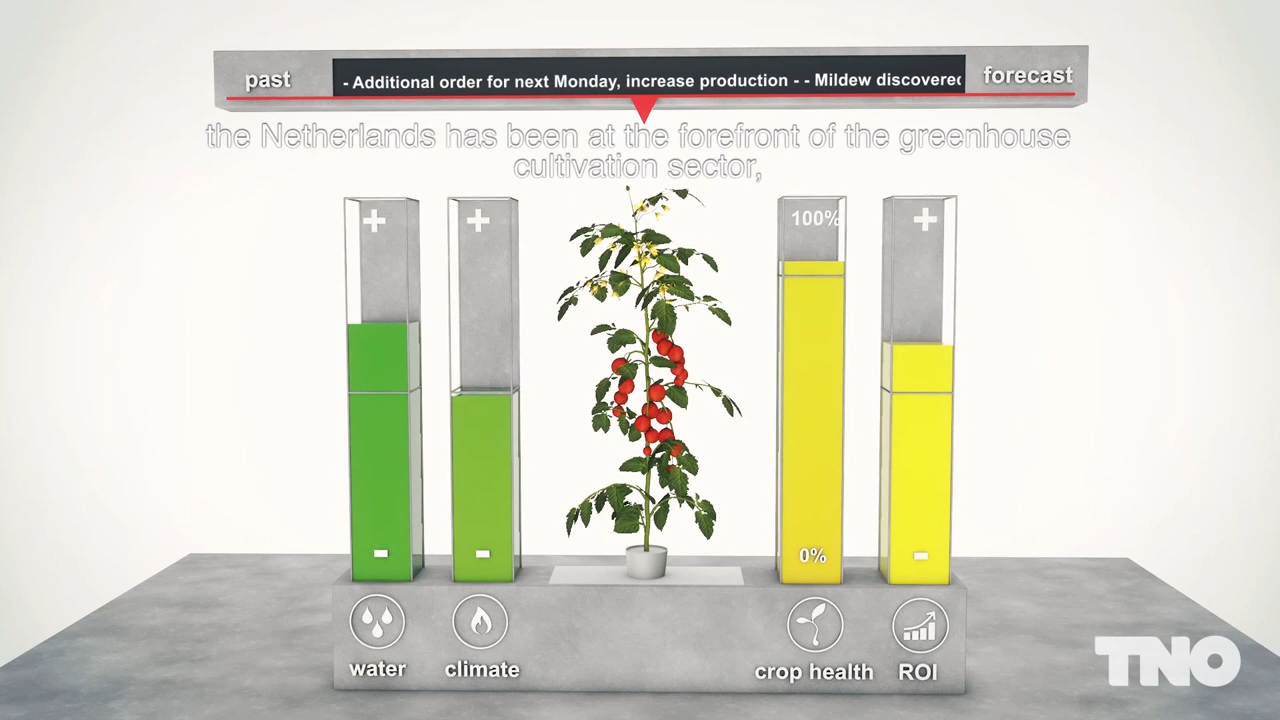 past
- Additional order for next Monday, increase production - - Mildew discovered
forecast
the Netherlands has been at the forefront of the greenhouse
cultivation sector,
+
+
100%
+
-
-
0%
-
water
climate
crop health
ROI
TNO